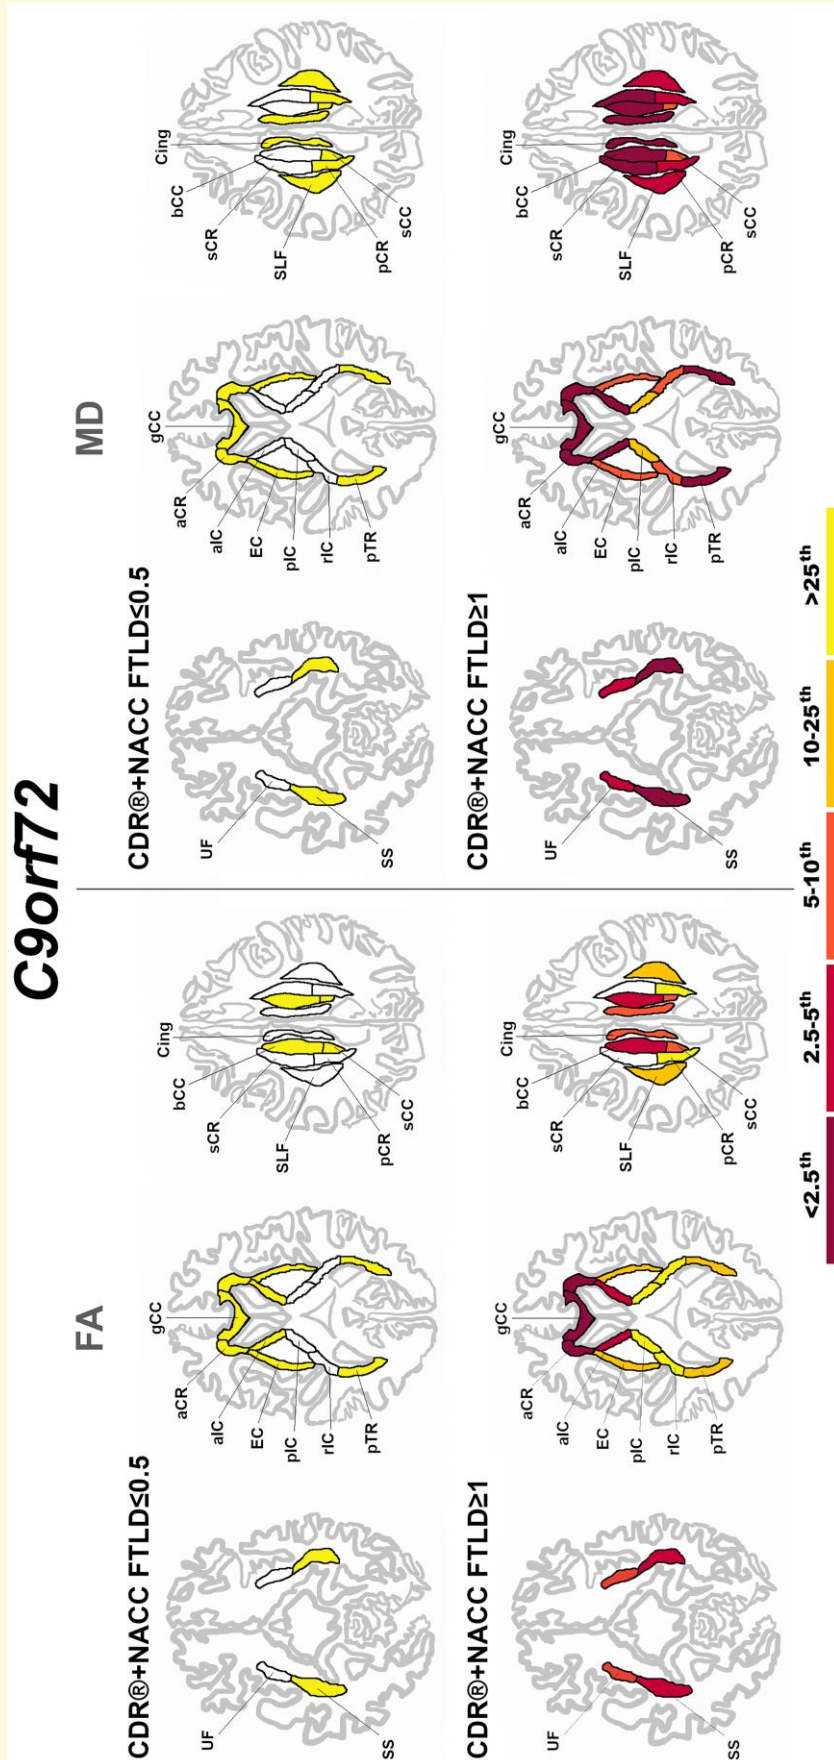 C9orf72
FA
MD
CDR®+NACC FTLD≤0.5
CDR®+NACC FTLD≤0.5
UF
SS
gCC
aCR
aIC
EC
pIC
rIC
pTR
Cing
bCC
sCR
SLF
pCR
sCC
UF
SS
gCC
aCR
aIC
EC
pIC
rIC
pTR
Cing
bCC
sCR
SLF
pCR
sCC
CDR®+NACC FTLD≥1
CDR®+NACC FTLD≥1
UF
SS
gCC
aCR
aIC
EC
pIC
rIC
pTR
Cing
bCC
sCR
SLF
pCR
sCC
UF
SS
gCC
aCR
aIC
EC
pIC
rIC
pTR
Cing
bCC
sCR
SLF
pCR
sCC
<2.5th
2.5-5th
5-10th
10-25th
>25th